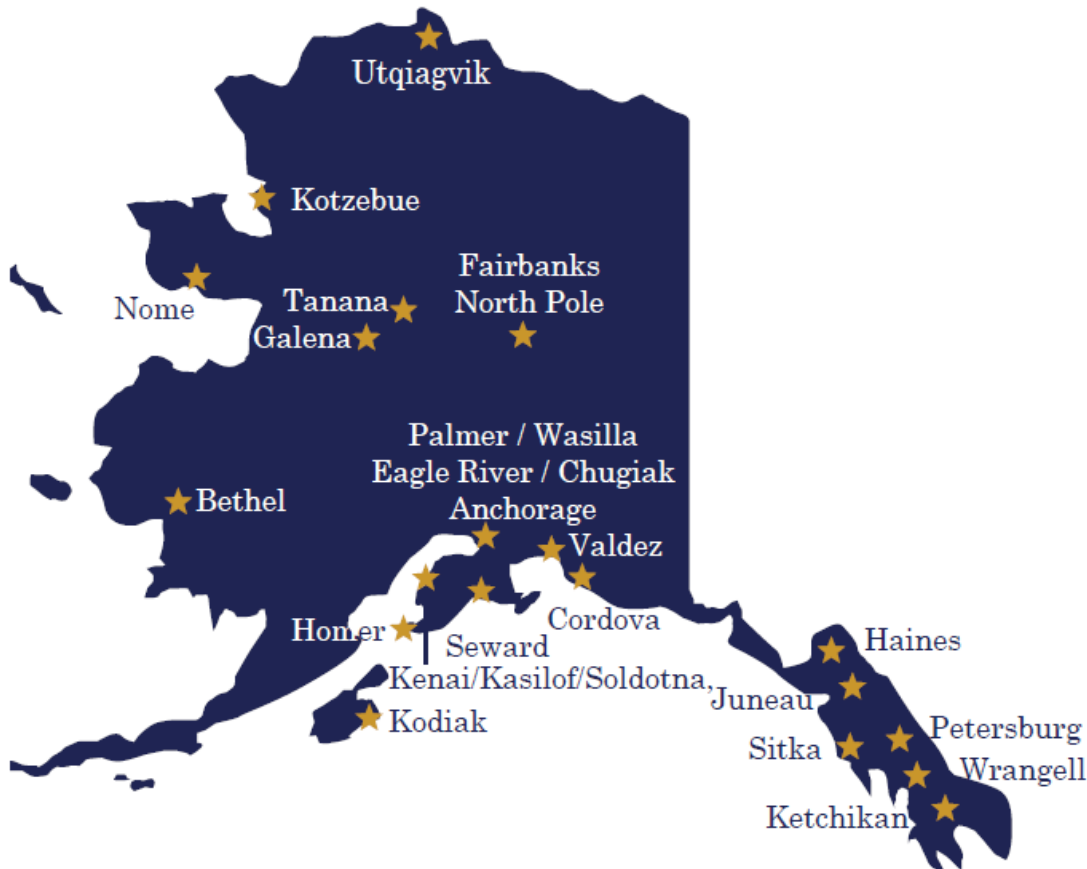 Utqiagvik
Kotzebue
Fairbanks
North Pole
Nome
Tanana
Galena
Palmer / Wasilla
Eagle River / Chugiak
Anchorage
Bethel
Valdez
Cordova
Homer
Seward
Kenai/Kasilof/Soldotna,
Kodiak
Haines
Juneau
Petersburg
Sitka
Wrangell
Ketchikan